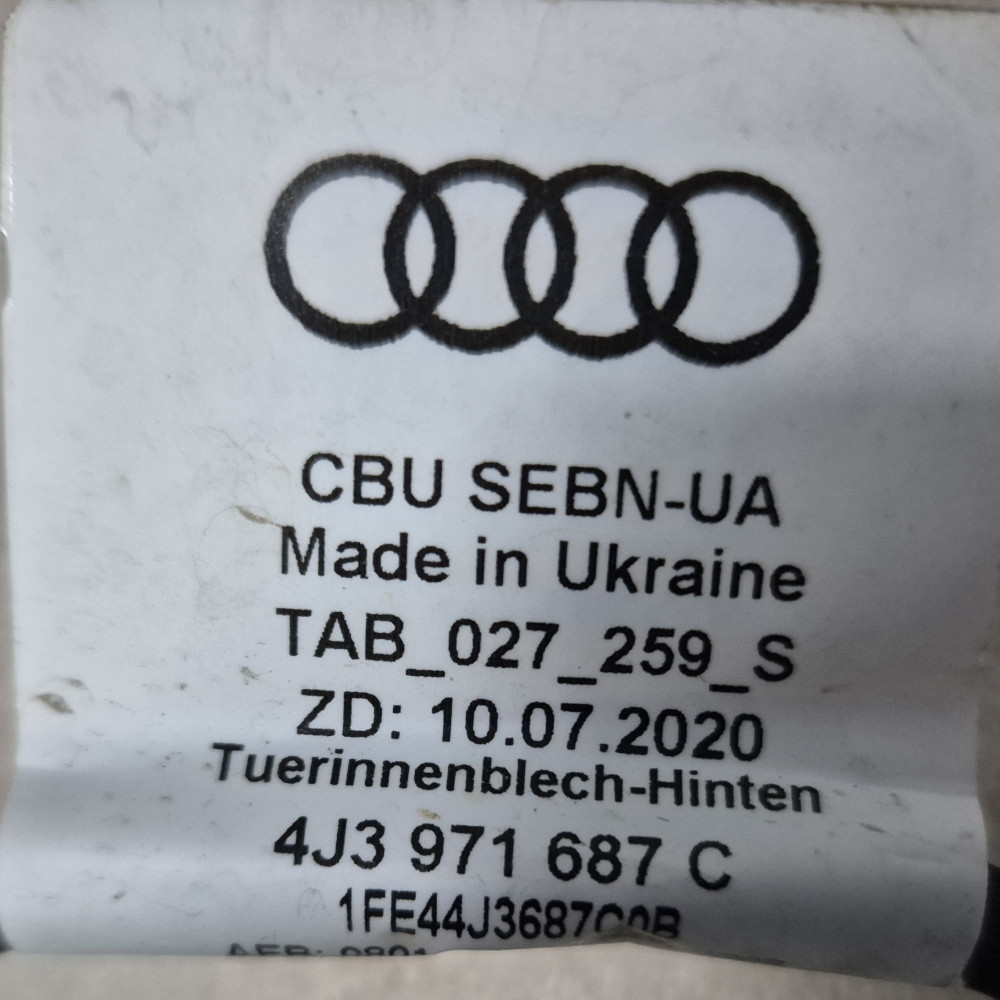 CBU SEBN-UA
Made in Ukraine
TAB_027_259_S
ZD: 10.07.2020
Tuerinnenblech-Hinten
4J3 971 687 C
1FE44J3687C0B